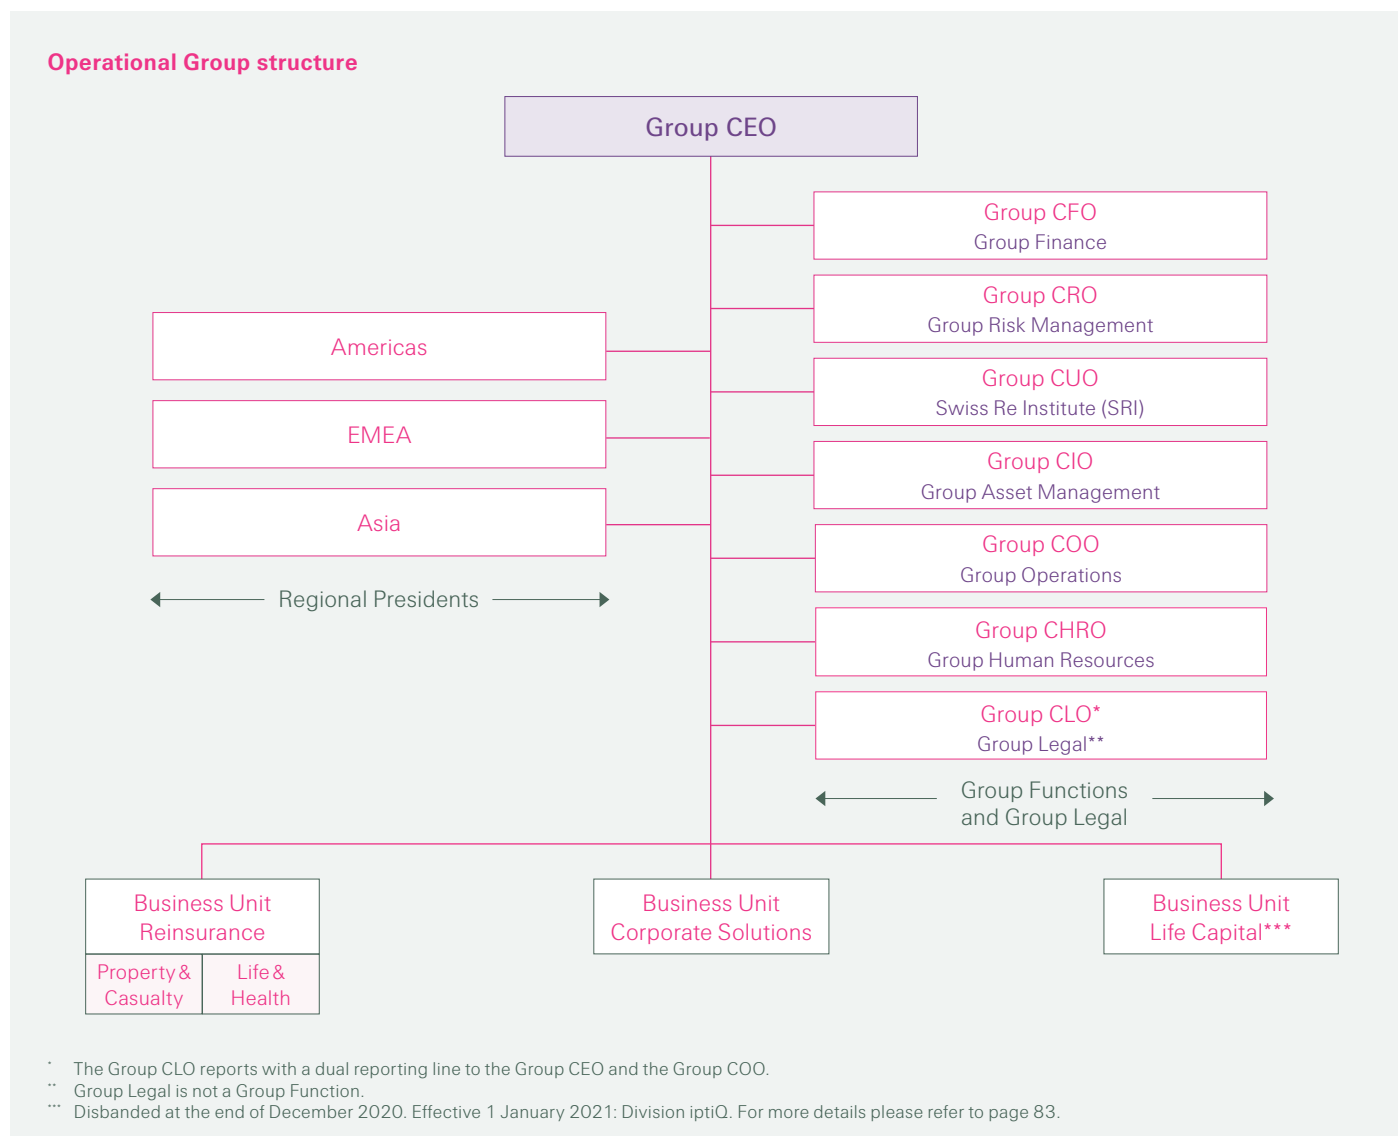 Operational Group structure
Group CEO
Group CFO
Group Finance
Group CRO
Group Risk Management
Group CUO
Swiss Re Institute (SRI)
Group CIO
Group Asset Management
Group COO
Group Operations
Group CHRO
Group Human Resources
Group CLO*
Group Legal**
Group Functions
and Group Legal
Americas
EMEA
Asia
Regional Presidents
Business Unit
Reinsurance
Property &
Casualty
Life &
Health
Business Unit
Corporate Solutions
Business Unit
Life Capital***
* The Group CLO reports with a dual reporting line to the Group CEO and the Group COO.
** Group Legal is not a Group Function.
*** Disbanded at the end of December 2020. Effective 1 January 2021: Division iptiQ. For more details please refer to page 83.